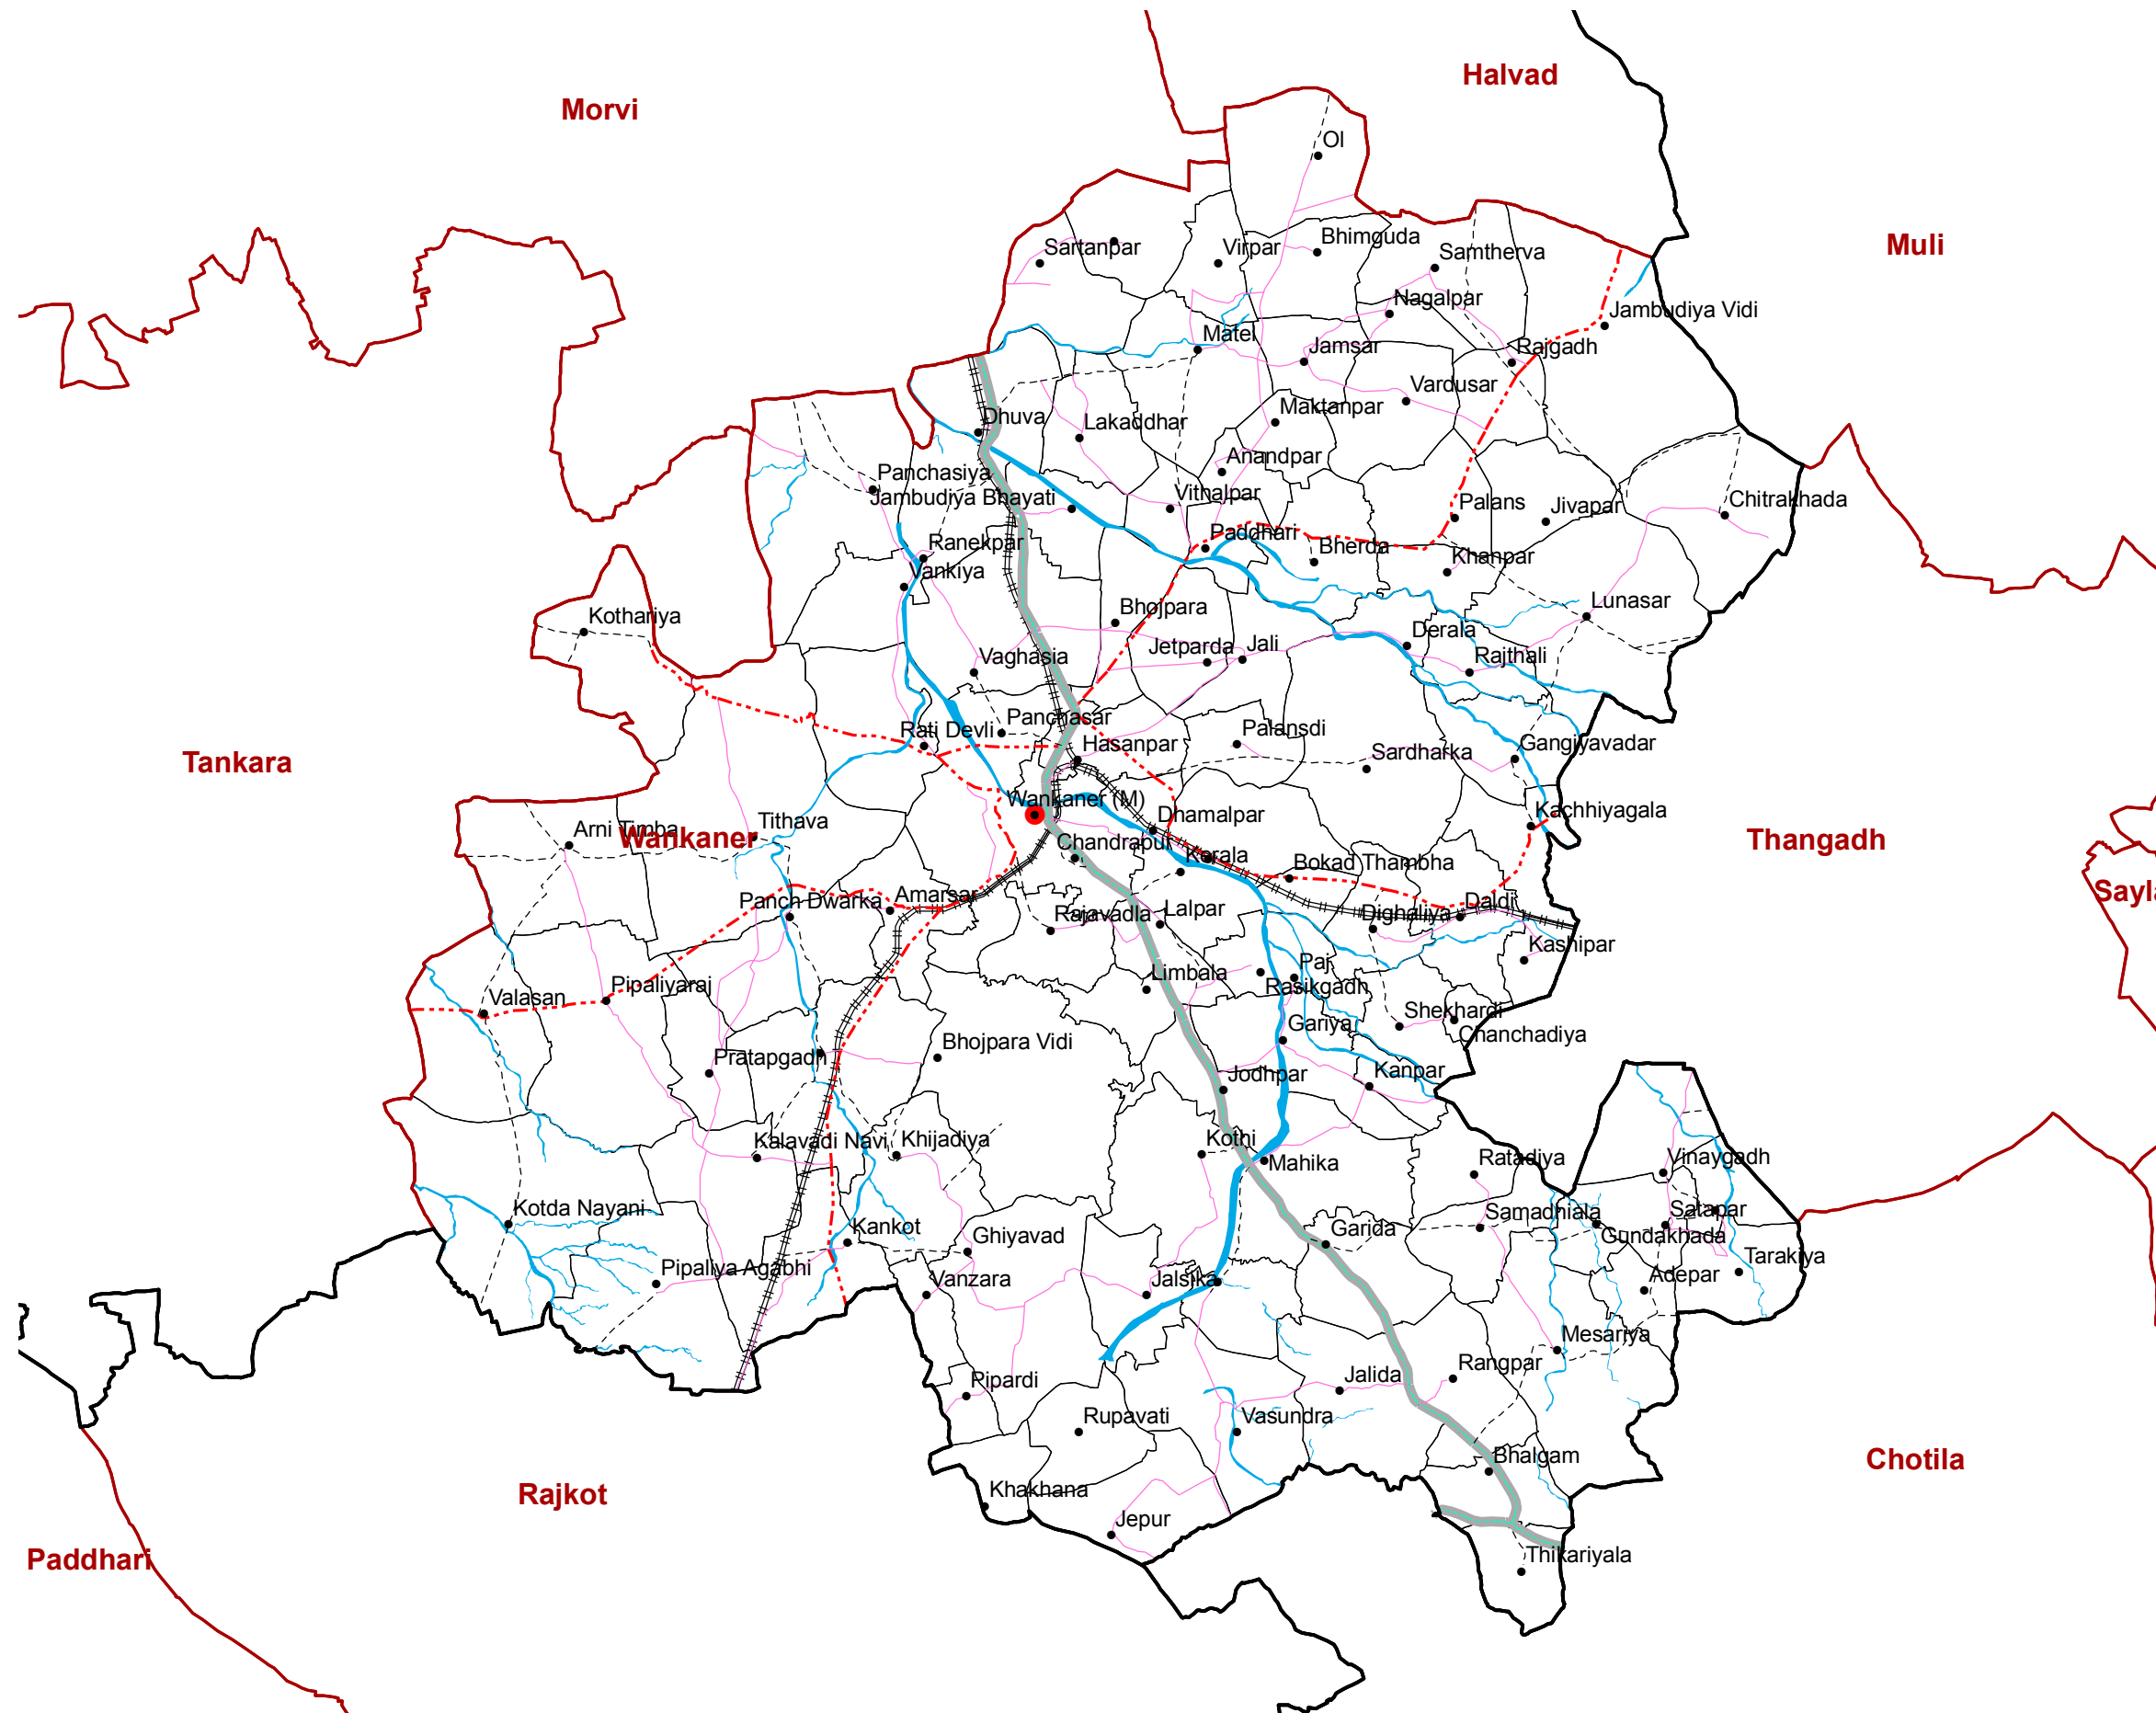 Halvad
Morvi
Ol
Bhimguda
Sartanpar
Virpar
Samtherva
Muli
Nagalpar
Jambudiya Vidi
Matel
Jamsar
Rajgadh
Vardusar
Maktanpar
Dhuva
Lakaddhar
Anandpar
Panchasiya
Jambudiya Bhayati
Vithalpar
Palans
Jivapar
Chitrakhada
Paddhari
Ranekpar
Bherda
Khanpar
Vankiya
Lunasar
Bhojpara
Kothariya
Derala
Jetparda
Jali
Vaghasia
Rajthali
Panchasar
Rati Devli
Palansdi
Hasanpar
Sardharka
Gangiyavadar
Tankara
Wankaner (M)
Kachhiyagala
Dhamalpar
Tithava
Arni Timba
Wankaner
Thangadh
Chandrapur
Kerala
Bokad Thambha
Sayla
Amarsar
Panch Dwarka
Rajavadla
Lalpar
Dighaliya
Daldi
Kashipar
Limbala
Paj
Rasikgadh
Pipaliyaraj
Valasan
Shekhardi
Gariya
Chanchadiya
Bhojpara Vidi
Pratapgadh
Jodhpar
Kanpar
Kalavadi Navi
Khijadiya
Kothi
Mahika
Ratadiya
Vinaygadh
Kotda Nayani
Samadhiala
Satapar
Kankot
Ghiyavad
Garida
Gundakhada
Tarakiya
Pipaliya Agabhi
Vanzara
Jalsika
Adepar
Mesariya
Rangpar
Jalida
Pipardi
Rupavati
Vasundra
Bhalgam
Chotila
Rajkot
Khakhana
Jepur
Thikariyala
Paddhari